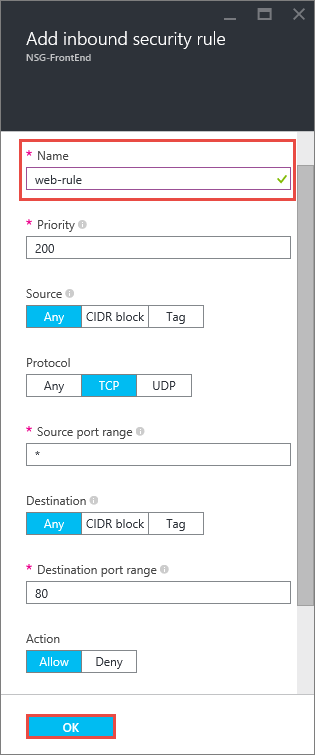 Add inbound security rule
NSG-FrontEnd
* Name
web-rule
* Priority
200
Source
Any CIDR block Tag
Protocol
Any TCP UDP
* Source port range
*
Destination
Any CIDR block Tag
* Destination port range
80
Action
Allow Deny
OK